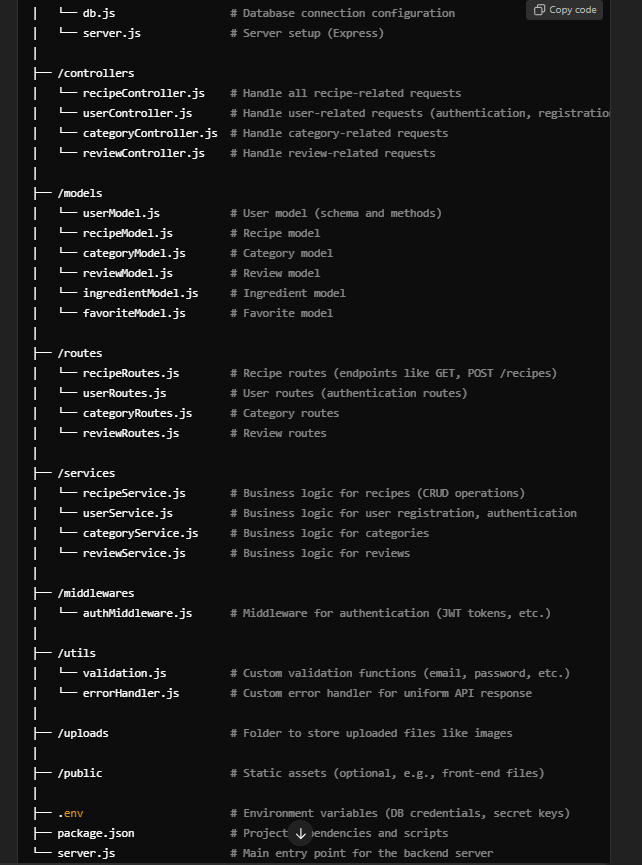 Copy code
│   └── db.js                  # Database connection configuration
│   └── server.js              # Server setup (Express)
│
├── /controllers
│   └── recipeController.js    # Handle all recipe-related requests
│   └── userController.js      # Handle user-related requests (authentication, registratio
│   └── categoryController.js  # Handle category-related requests
│   └── reviewController.js    # Handle review-related requests
│
├── /models
│   └── userModel.js           # User model (schema and methods)
│   └── recipeModel.js         # Recipe model
│   └── categoryModel.js       # Category model
│   └── reviewModel.js         # Review model
│   └── ingredientModel.js     # Ingredient model
│   └── favoriteModel.js       # Favorite model
│
├── /routes
│   └── recipeRoutes.js        # Recipe routes (endpoints like GET, POST /recipes)
│   └── userRoutes.js          # User routes (authentication routes)
│   └── categoryRoutes.js      # Category routes
│   └── reviewRoutes.js        # Review routes
│
├── /services
│   └── recipeService.js       # Business logic for recipes (CRUD operations)
│   └── userService.js         # Business logic for user registration, authentication
│   └── categoryService.js     # Business logic for categories
│   └── reviewService.js       # Business logic for reviews
│
├── /middlewares
│   └── authMiddleware.js      # Middleware for authentication (JWT tokens, etc.)
│
├── /utils
│   └── validation.js          # Custom validation functions (email, password, etc.)
│   └── errorHandler.js        # Custom error handler for uniform API response
│
├── /uploads                   # Folder to store uploaded files like images
│
├── /public                    # Static assets (optional, e.g., front-end files)
│
├── .env                       # Environment variables (DB credentials, secret keys)
├── package.json               # Project pendencies and scripts
└── server.js                  # Main entry point for the backend server